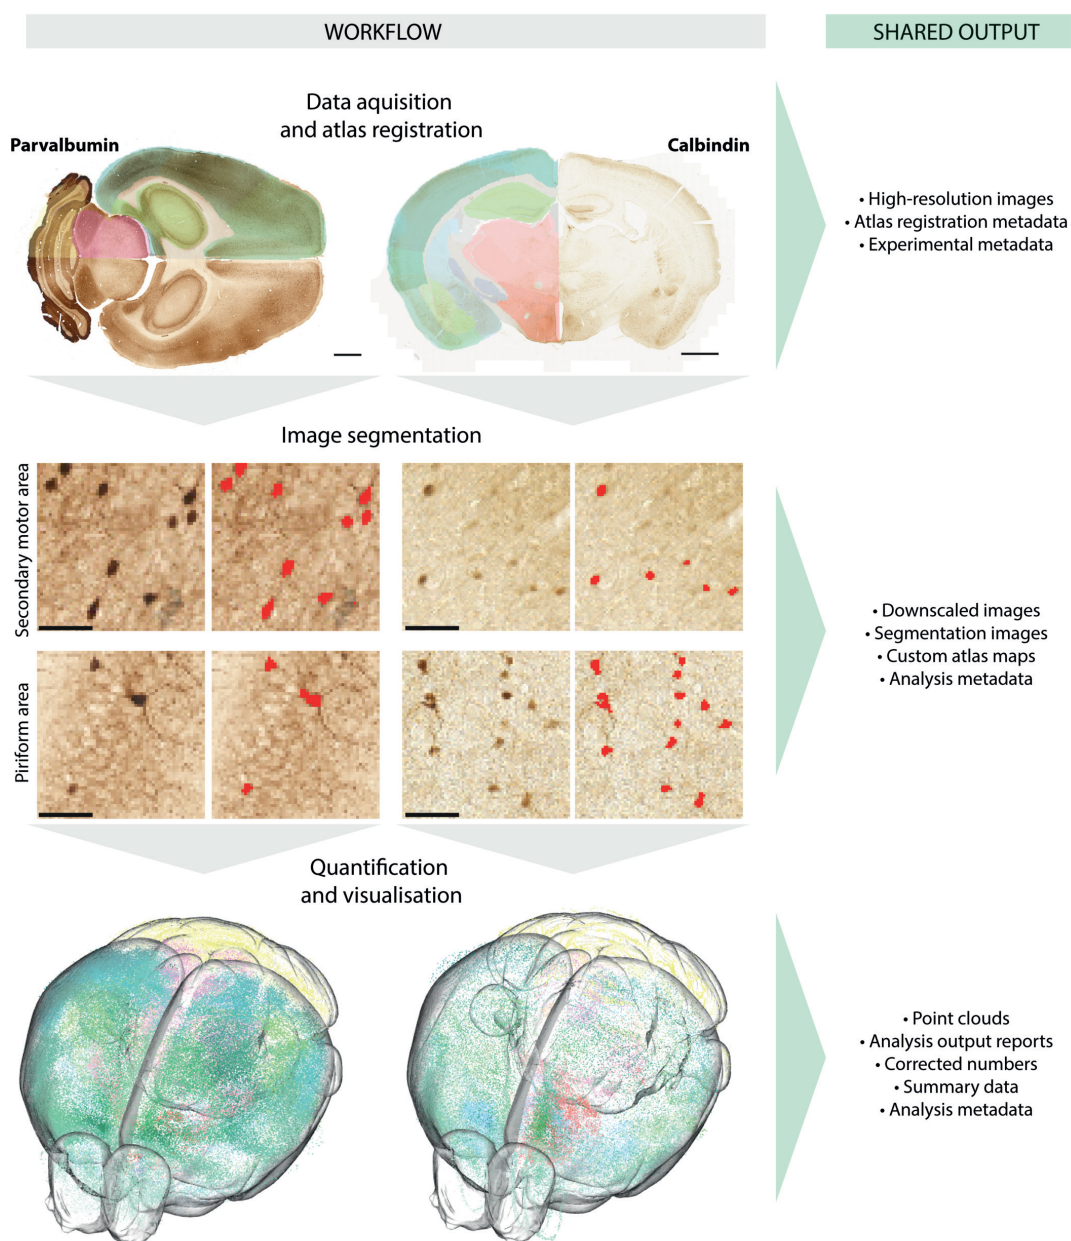 WORKFLOW
SHARED OUTPUT
Data aquisition
and atlas registration
Parvalbumin
Calbindin
• High-resolution images
• Atlas registration metadata
• Experimental metadata
Image segmentation
Secondary motor area
Piriform area
• Downscaled images
• Segmentation images
• Custom atlas maps
• Analysis metadata
Quantification
and visualisation
• Point clouds
• Analysis output reports
• Corrected numbers
• Summary data
• Analysis metadata